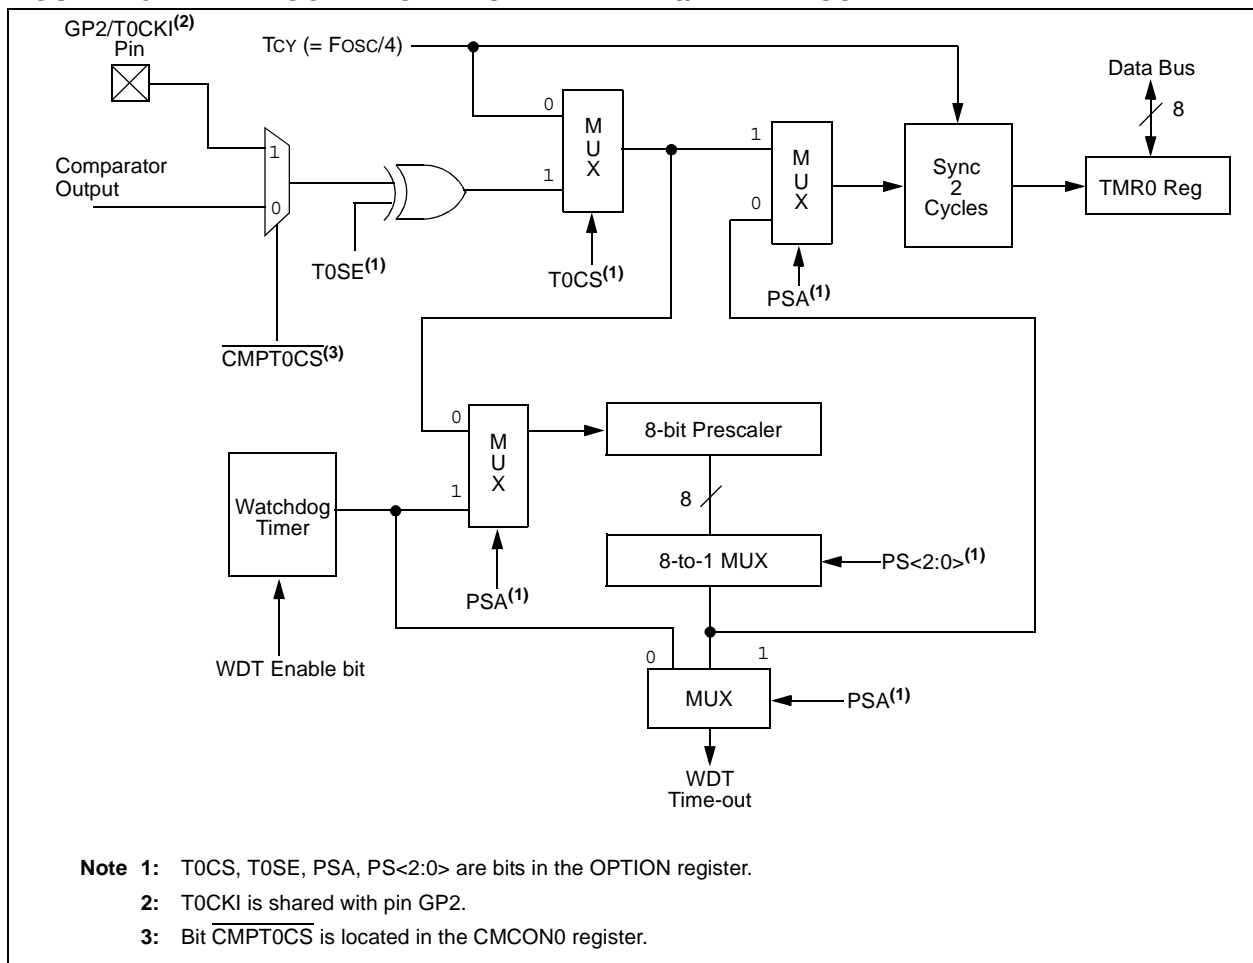 GP2/T0CKI(2)
Pin
TCY (= FOSC/4)
Data Bus
8
0
MUX
1
MUX
1
Sync
2
Cycles
TMR0 Reg
Comparator
Output
1
0
0
T0SE(1)
T0CS(1)
PSA(1)
CMPT0CS(3)
0
MUX
1
8-bit Prescaler
8
Watchdog
Timer
8-to-1 MUX
PS<2:0>(1)
PSA(1)
WDT Enable bit
0
1
MUX
PSA(1)
WDT
Time-out
Note 1: T0CS, T0SE, PSA, PS<2:0> are bits in the OPTION register.
2: T0CKI is shared with pin GP2.
3: Bit CMPT0CS is located in the CMCON0 register.